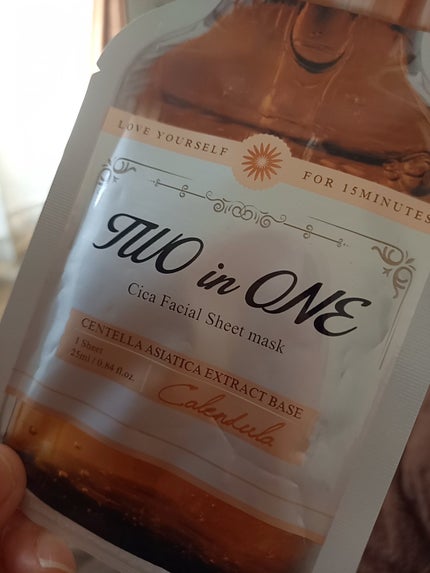 LOVE YOURSELF FOR 15MINUTES
TWO in ONE
Cica Facial Sheet mask
CENTELLA ASIATICA EXTRACT BASE
1 Sheet
25ml / 0.84 fl.oz.
Calendula